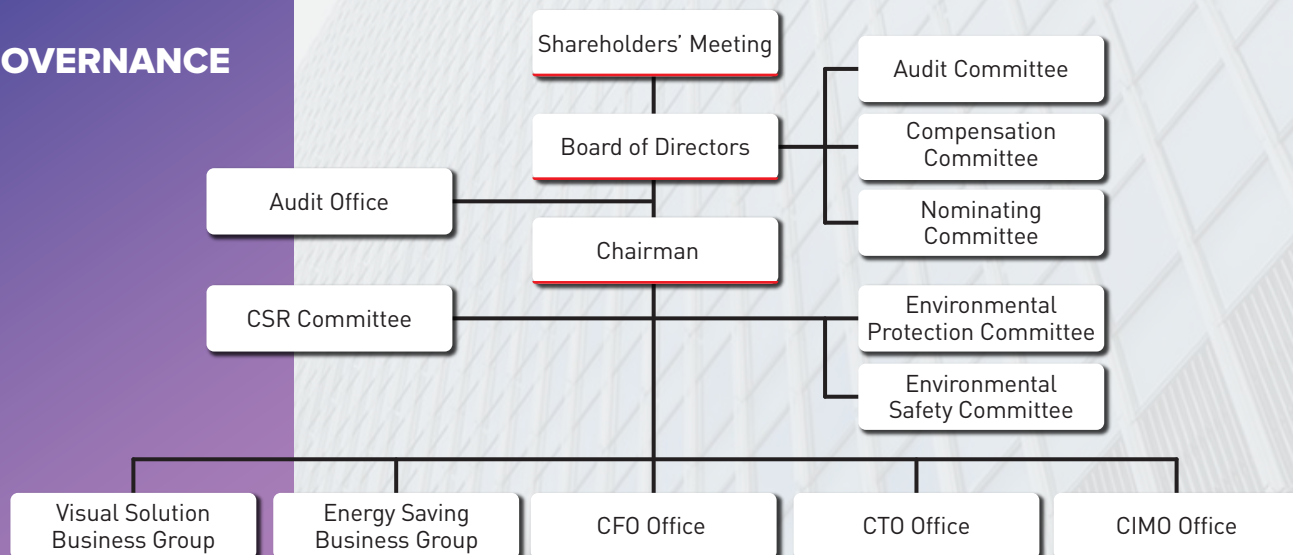 OVERNANCE
Shareholders' Meeting
Audit Committee
Board of Directors
Compensation
Committee
Audit Office
Nominating
Committee
Chairman
CSR Committee
Environmental
Protection Committee
Environmental
Safety Committee
Visual Solution
Business Group
Energy Saving
Business Group
CFO Office
CTO Office
CIMO Office